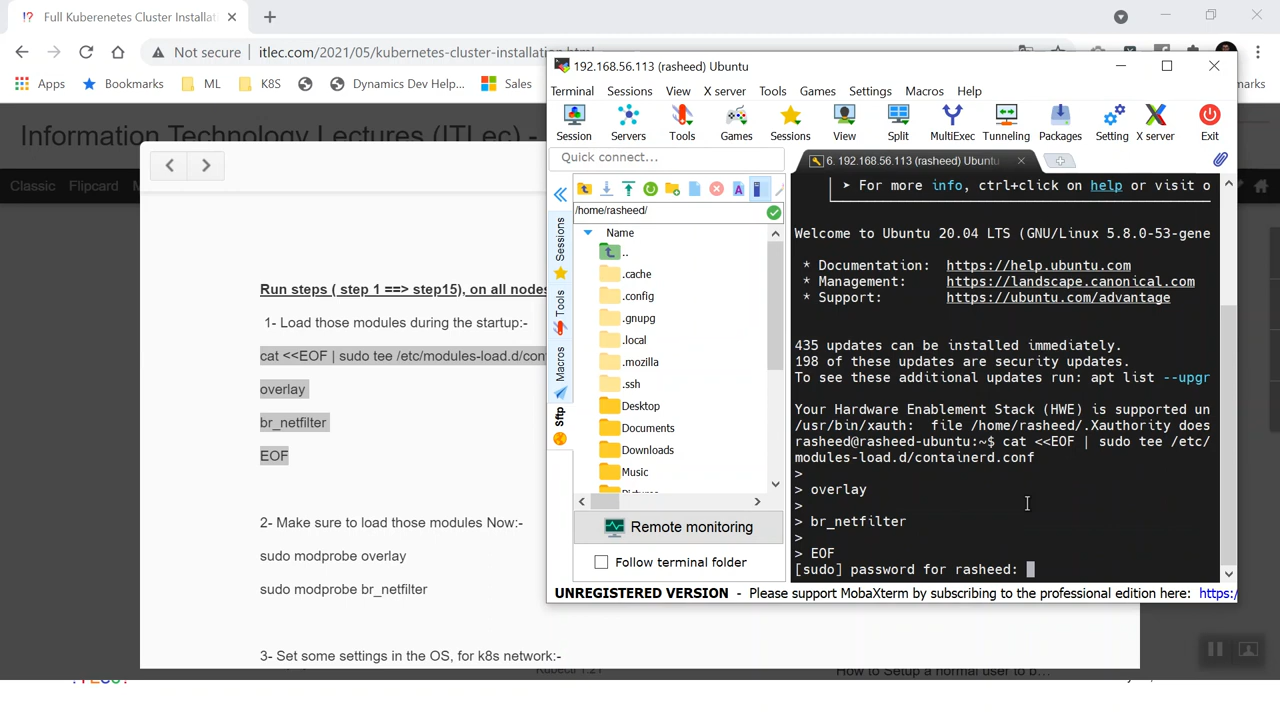 Full Kuberenetes Cluster Installat
Not secure | itlec.com/2021/05/kubernetes-cluster-installation.html
Apps
Bookmarks
ML
K8S
Dynamics Dev Help...
Sales
marks
Information Technology Lectures (ITLec) -
Classic Flipcard
Run steps ( step 1 ==> step15), on all nodes
1- Load those modules during the startup:-
cat <<EOF | sudo tee /etc/modules-load.d/con
overlay
br_netfilter
EOF
2- Make sure to load those modules Now:-
sudo modprobe overlay
sudo modprobe br_netfilter
3- Set some settings in the OS, for k8s network:-
How to Setup a normal user to b...
192.168.56.113 (rasheed) Ubuntu
Terminal Sessions View X server Tools Games Settings Macros Help
Session Servers Tools Games Sessions View Split MultiExec Tunneling Packages Setting X server Exit
Quick connect...
6. 192.168.56.113 (rasheed) Ubuntu
Sessions
Tools
Macros
Sftp
/home/rasheed/
Name
..
.cache
.config
.gnupg
.local
.mozilla
.ssh
Desktop
Documents
Downloads
Music
Remote monitoring
Follow terminal folder
➤ For more info, ctrl+click on help or visit o
Welcome to Ubuntu 20.04 LTS (GNU/Linux 5.8.0-53-gene
* Documentation: https://help.ubuntu.com
* Management: https://landscape.canonical.com
* Support: https://ubuntu.com/advantage
435 updates can be installed immediately.
198 of these updates are security updates.
To see these additional updates run: apt list --upgr
Your Hardware Enablement Stack (HWE) is supported un
/usr/bin/xauth: file /home/rasheed/.Xauthority does
rasheed@rasheed-ubuntu:~$ cat <<EOF | sudo tee /etc/
modules-load.d/containerd.conf
>
> overlay
>
> br_netfilter
>
> EOF
[sudo] password for rasheed:
UNREGISTERED VERSION - Please support MobaXterm by subscribing to the professional edition here: https:/